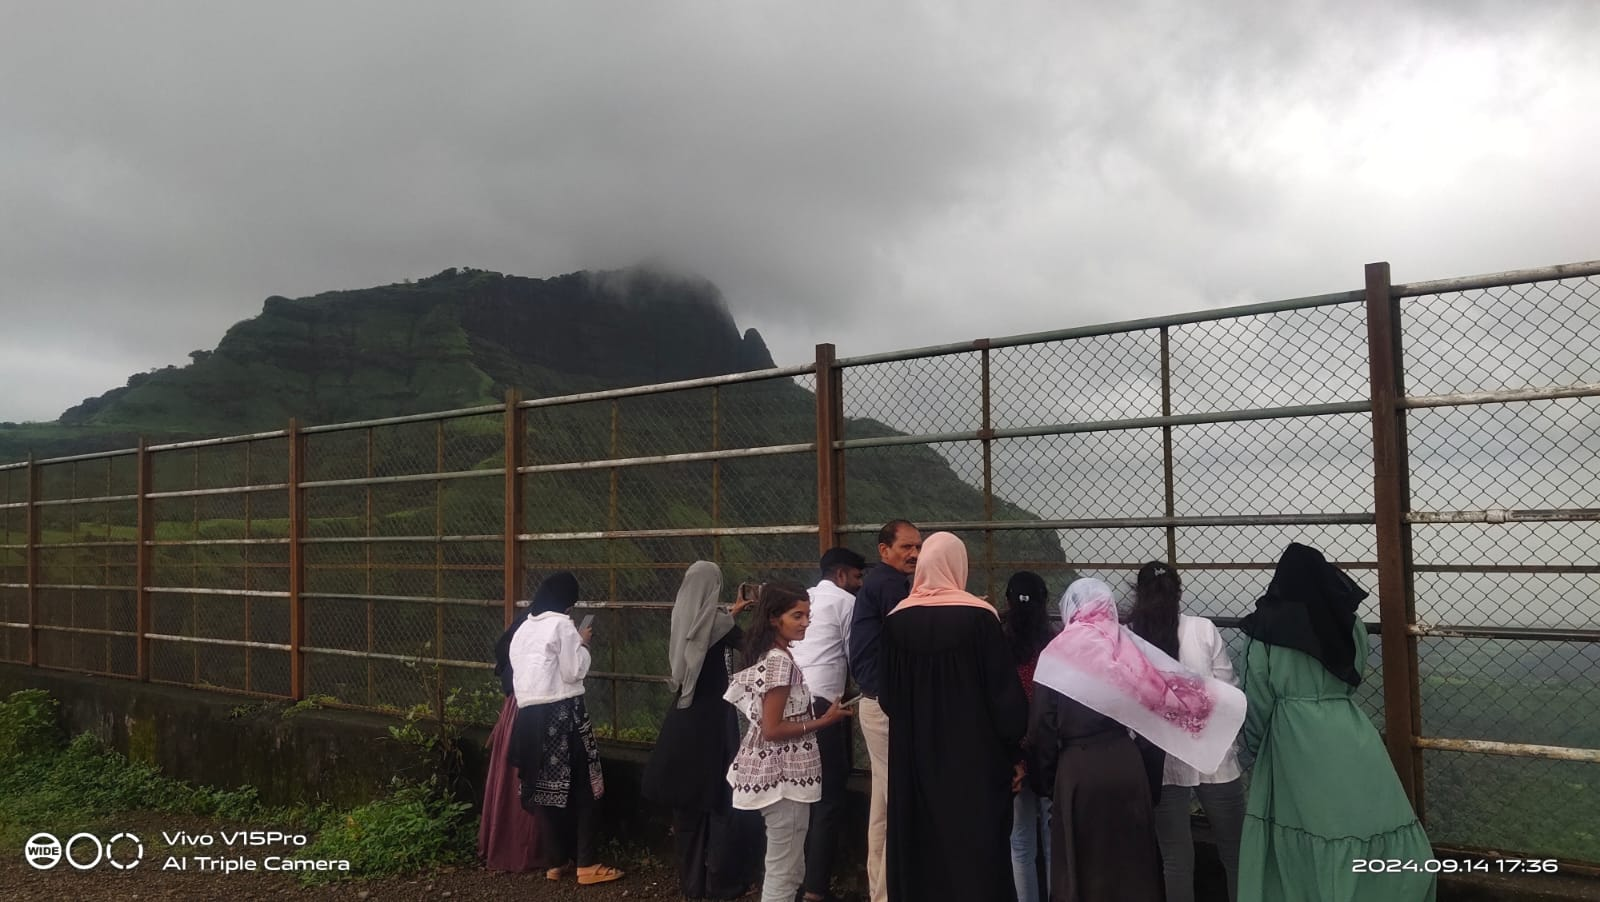 WIDE
Vivo V15Pro
AI Triple Camera
2024.09.14 17:36